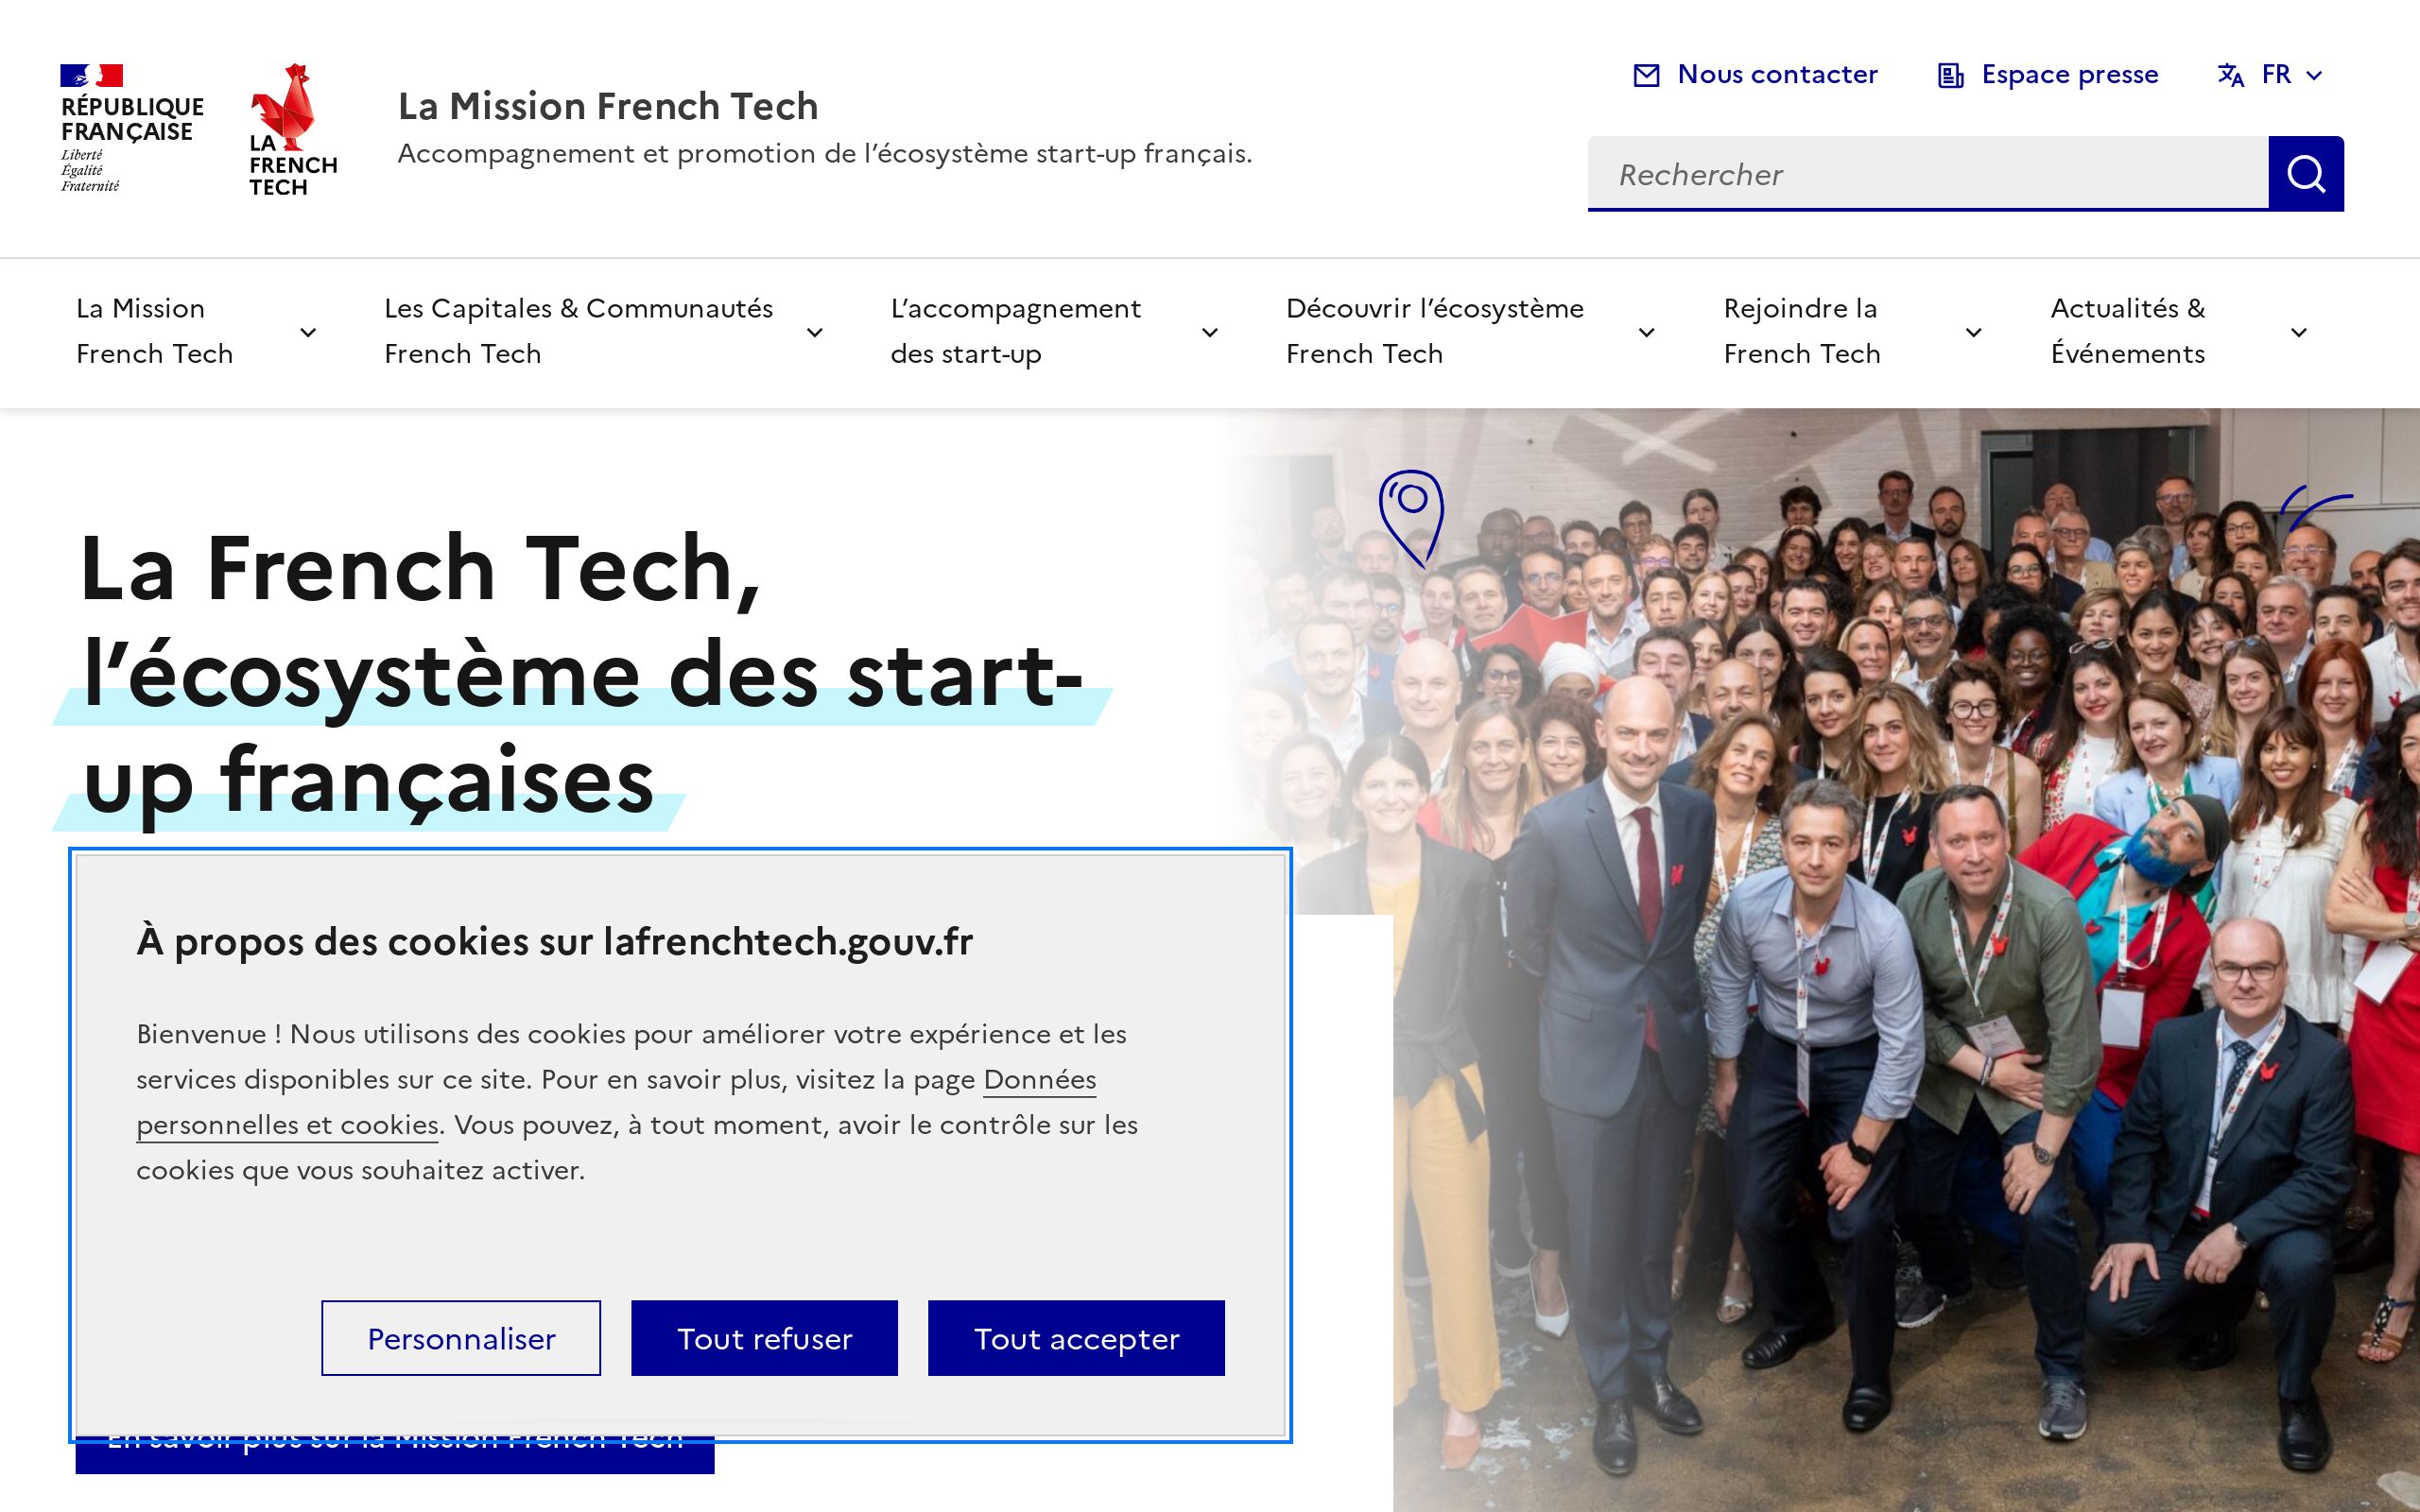 RÉPUBLIQUE
FRANÇAISE
Liberté
Égalité
Fraternité
LA
FRENCH
TECH
La Mission French Tech
Accompagnement et promotion de l’écosystème start-up français.
Nous contacter
Espace presse
FR
Rechercher
La Mission
French Tech
Les Capitales & Communautés
French Tech
L’accompagnement
des start-up
Découvrir l’écosystème
French Tech
Rejoindre la
French Tech
Actualités &
Événements
La French Tech,
l’écosystème des start-
up françaises
À propos des cookies sur lafrenchtech.gouv.fr
Bienvenue ! Nous utilisons des cookies pour améliorer votre expérience et les
services disponibles sur ce site. Pour en savoir plus, visitez la page Données
personnelles et cookies. Vous pouvez, à tout moment, avoir le contrôle sur les
cookies que vous souhaitez activer.
Personnaliser
Tout refuser
Tout accepter
En savoir plus sur la Mission French Tech